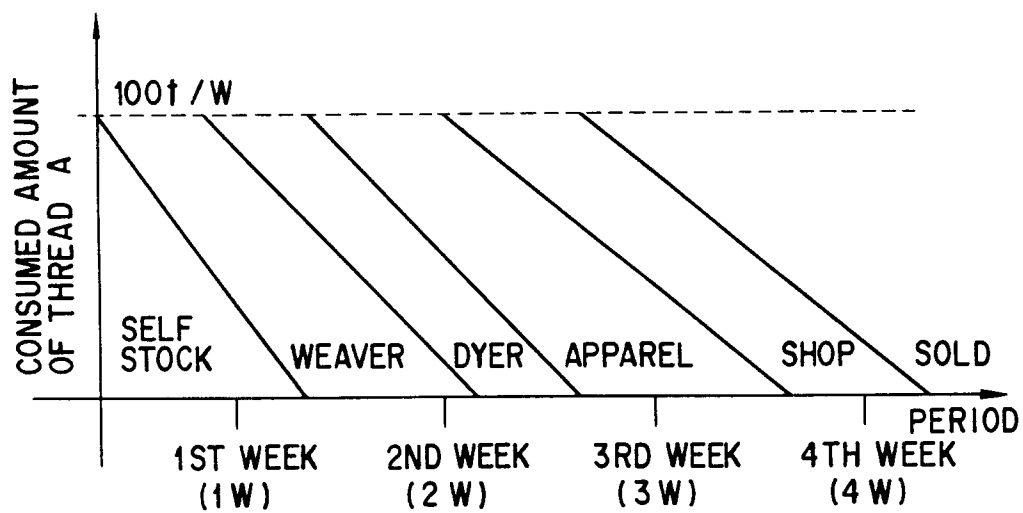 CONSUMED AMOUNT
OF THREAD A
100t/W
SELF
STOCK
WEAVER
DYER
APPAREL
SHOP
SOLD
PERIOD
1ST WEEK
(1W)
2ND WEEK
(2W)
3RD WEEK
(3W)
4TH WEEK
(4W)